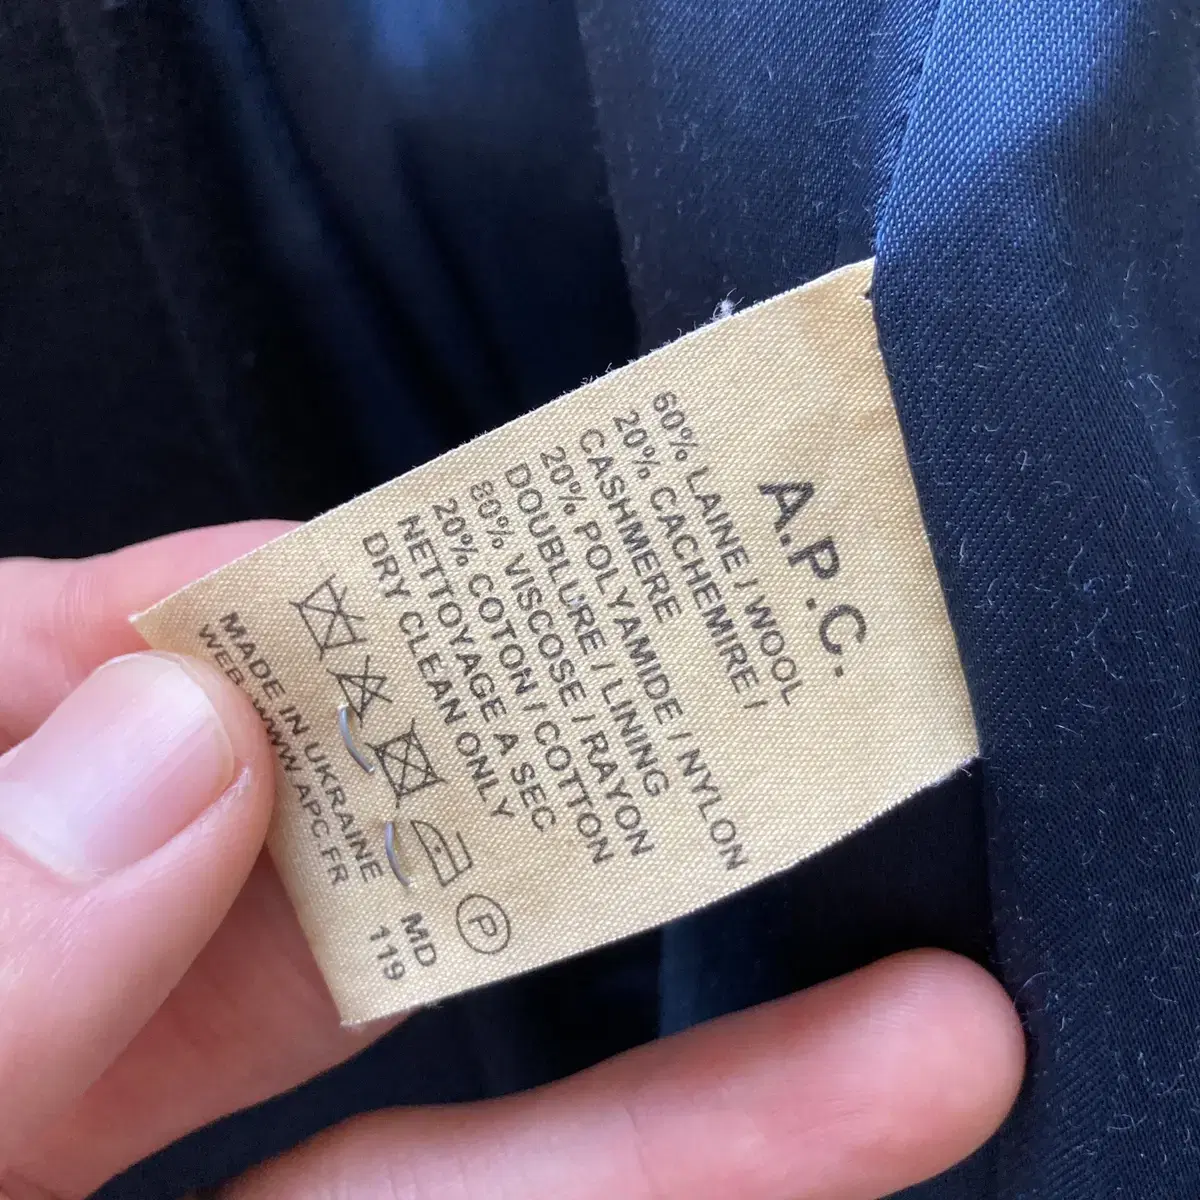 A.P.C.
60% LAINE / WOOL
20% CACHEMIRE /
CASHMERE
20% POLYAMIDE / NYLON
DOUBLURE / LINING
80% VISCOSE / RAYON
20% COTON / COTTON
NETTOYAGE A SEC
DRY CLEAN ONLY
P
MADE IN UKRAINE MD
WEB WWW.APC.FR 119